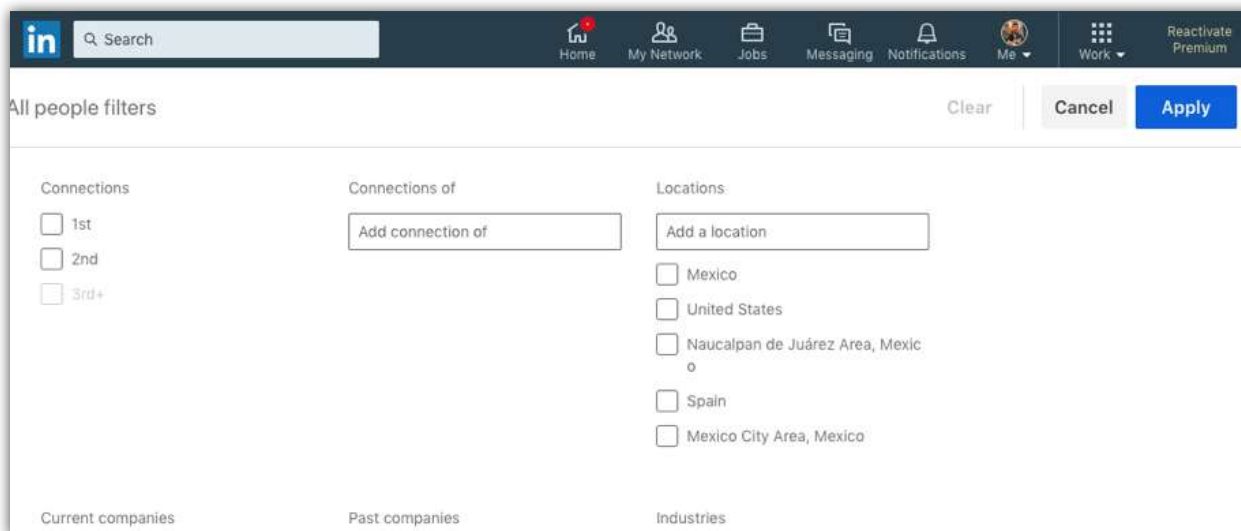 in
Search
Home
My Network
Jobs
Messaging
Notifications
Me
Work
Reactivate
Premium
All people filters
Clear
Cancel
Apply
Connections
1st
2nd
3rd+
Connections of
Add connection of
Locations
Add a location
Mexico
United States
Naucalpan de Juárez Area, Mexic
o
Spain
Mexico City Area, Mexico
Current companies
Past companies
Industries